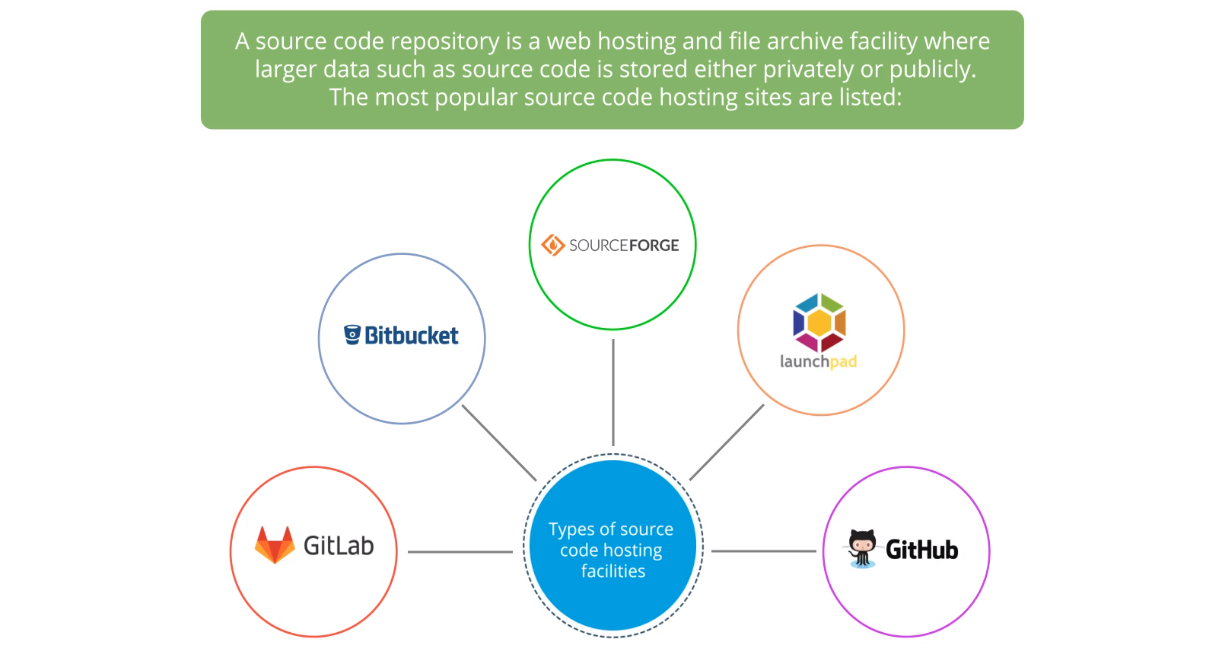 A source code repository is a web hosting and file archive facility where
larger data such as source code is stored either privately or publicly.
The most popular source code hosting sites are listed:
SOURCEFORGE
Bitbucket
launchpad
GitLab
Types of source
code hosting
facilities
GitHub